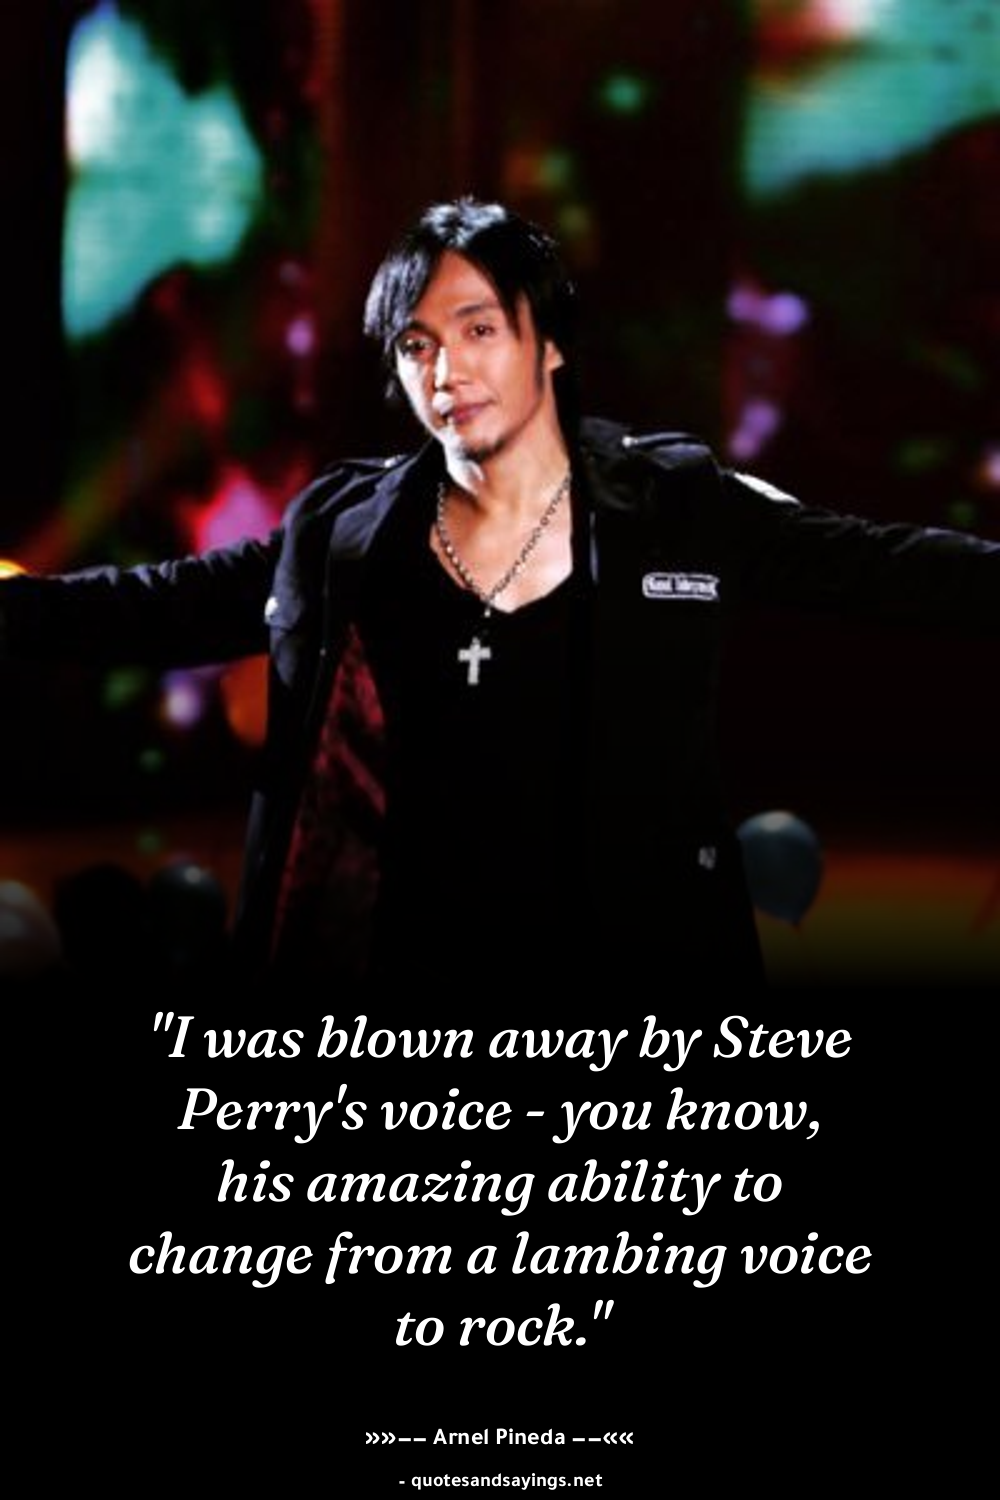 "I was blown away by Steve
Perry's voice - you know,
his amazing ability to
change from a lambing voice
to rock."
»»−− Arnel Pineda −−««
- quotesandsayings.net